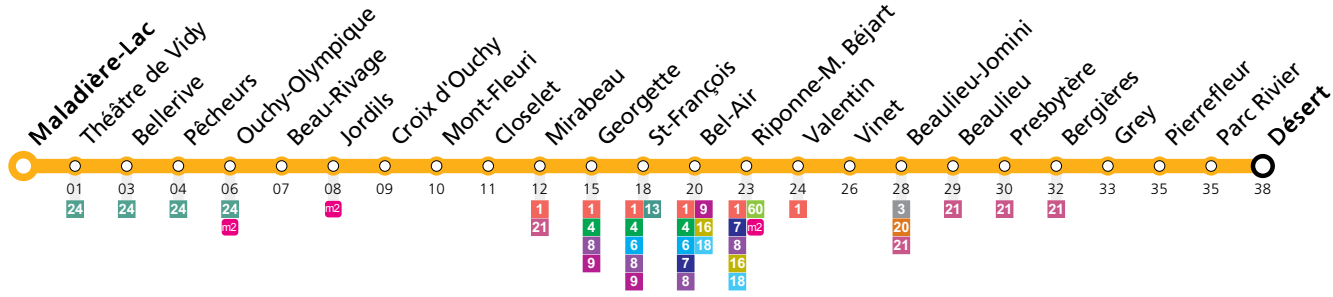 Maladière-Lac
Théâtre de Vidy
Bellerive
Pêcheurs
Ouchy-Olympique
Beau-Rivage
Jordils
Croix d'Ouchy
Mont-Fleuri
Closelet
Mirabeau
Georgette
St-François
Bel-Air
Riponne-M. Béjart
Valentin
Vinet
Beaulieu-Jomini
Beaulieu
Presbytère
Bergières
Grey
Pierrefleur
Parc Rivier
Désert
01 03 04 06 07 08 09 10 11 12 15 18 20 23 24 26 28 29 30 32 33 35 35 38
24 24 24 24 m2 1 1 1 13 1 9 1 60 1 3 21 21 21
m2 21 4 4 4 16 7 m2 20
8 6 6 18 8 21
9 8 7 16
9 8 18